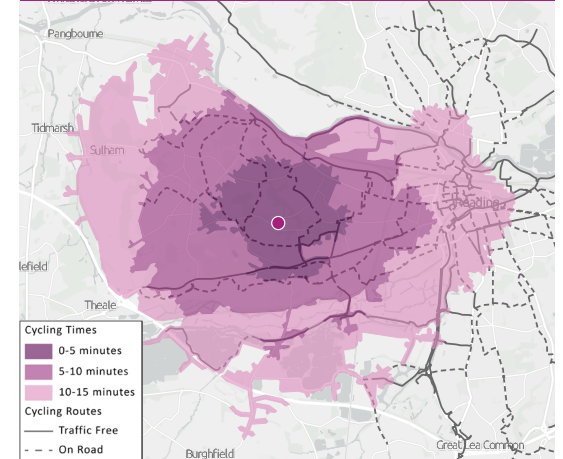 Pangbourne
Tidmarsh
Sulham
Reading
lefield
Theale
Cycling Times
0-5 minutes
5-10 minutes
10-15 minutes
Cycling Routes
Traffic Free
On Road
Burghfield
Great Lea Common